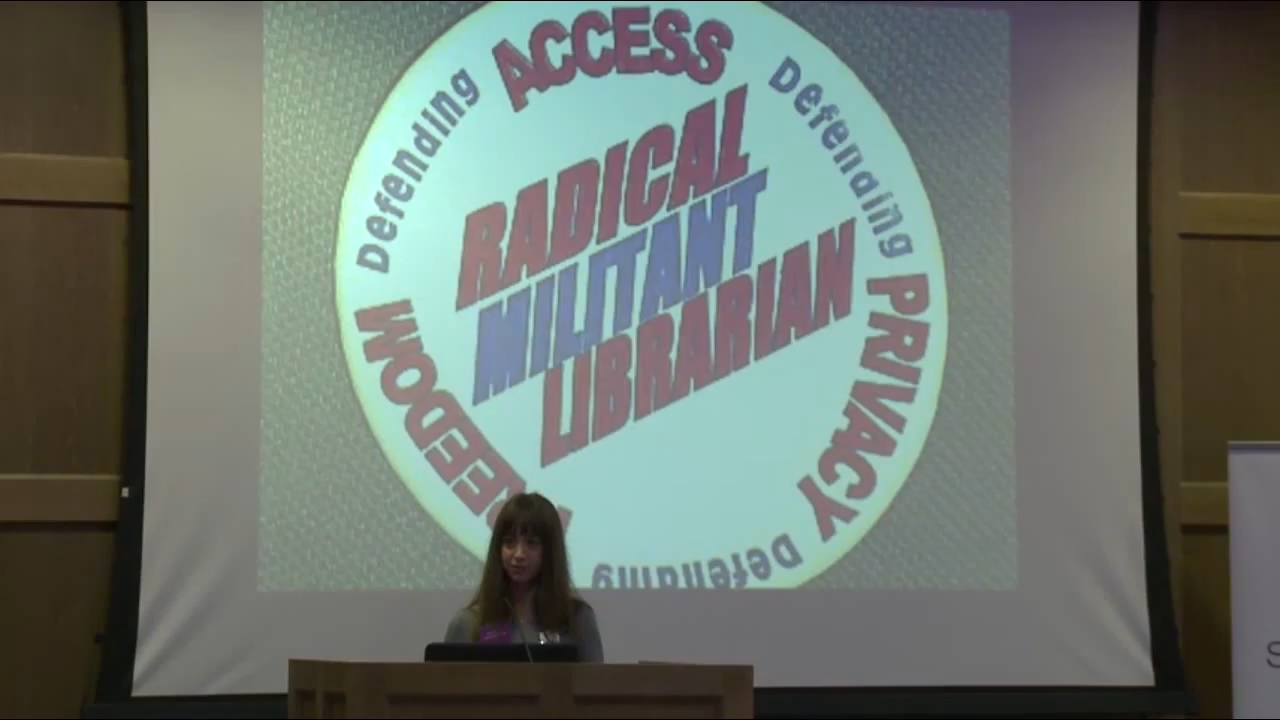 Defending
ACCESS
Defending
PRIVACY
Defending
FREEDOM
RADICAL
MILITANT
LIBRARIAN
S